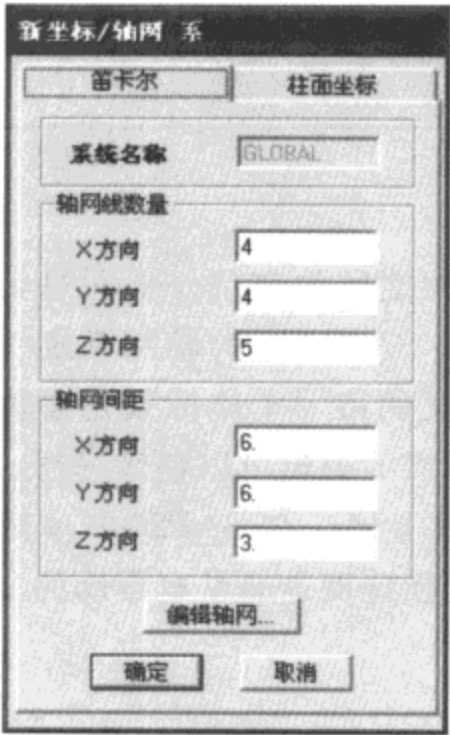 新坐标/轴网 系
笛卡尔 柱面坐标
系统名称 GLOBAL
轴网线数量
X方向 4
Y方向 4
Z方向 5
轴网间距
X方向 6.
Y方向 6.
Z方向 3.
编辑轴网...
确定 取消